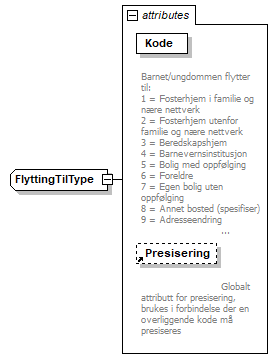 attributes
Kode
Barnet/ungdommen flytter
til:
1 = Fosterhjem i familie og
nære nettverk
2 = Fosterhjem utenfor
familie og nære nettverk
3 = Beredskapshjem
4 = Barnevernsinstitusjon
5 = Bolig med oppfølging
6 = Foreldre
7 = Egen bolig uten
oppfølging
8 = Annet bosted (spesifiser)
9 = Adresseendring
...
FlyttingTilType
Presisering
Globalt
attributt for presisering,
brukes i forbindelse der en
overliggende kode må
presiseres